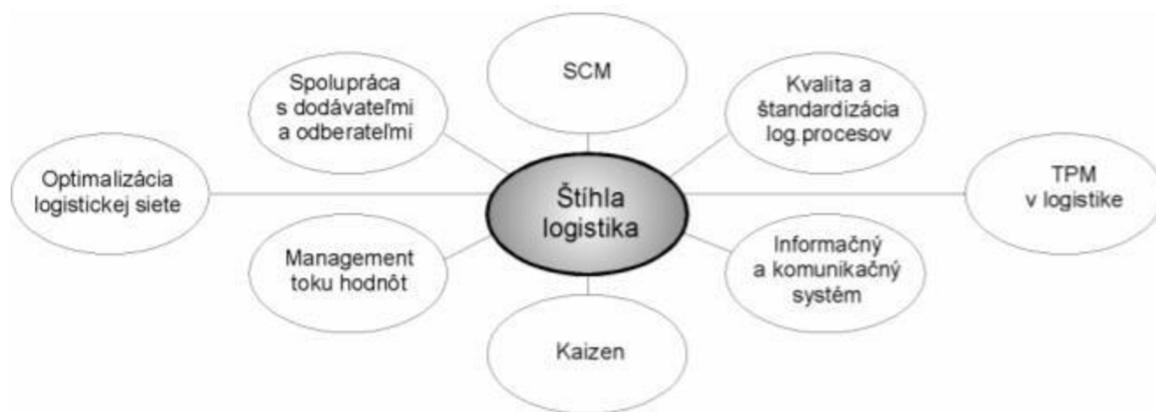 SCM
Spolupráca
s dodávateľmi
a odberateľmi
Kvalita a
štandardizácia
log.procesov
Optimalizácia
logistickej siete
Štíhla
logistika
TPM
v logistike
Management
toku hodnôt
Informačný
a komunikačný
systém
Kaizen